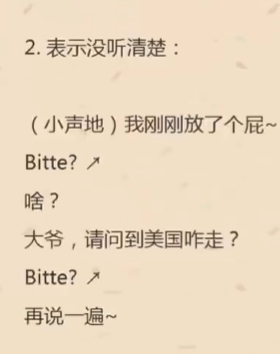 2. 表示没听清楚：
（小声地）我刚刚放了个屁~
Bitte? ↗
啥？
大爷，请问到美国咋走？
Bitte? ↗
再说一遍~